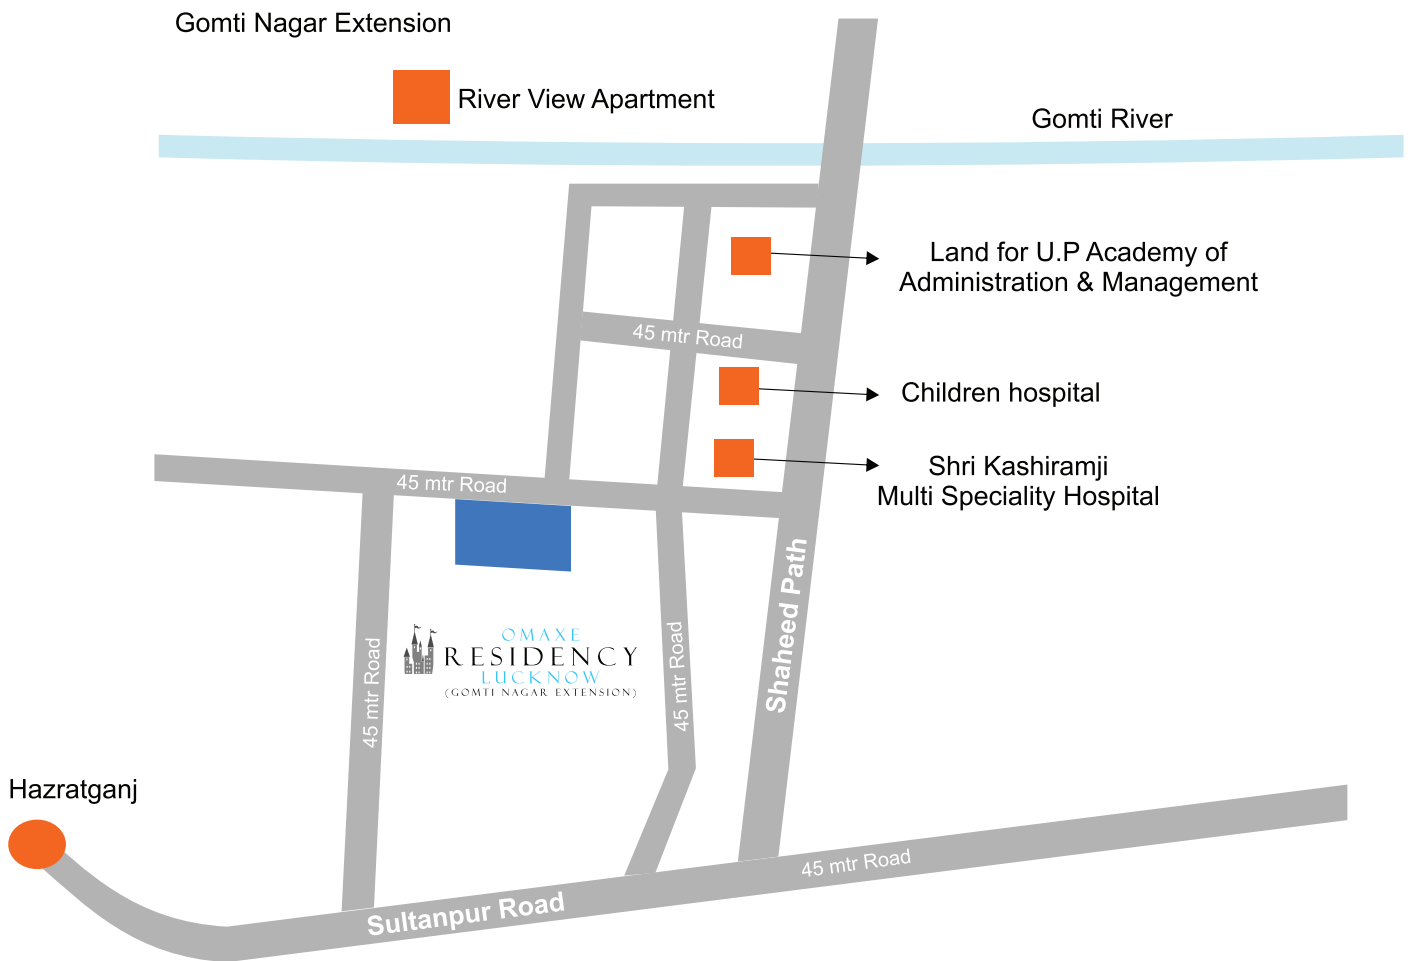 Gomti Nagar Extension
River View Apartment
Gomti River
Land for U.P Academy of
Administration & Management
45 mtr Road
Children hospital
Shri Kashiramji
Multi Speciality Hospital
45 mtr Road
Shaheed Path
OMAXE
RESIDENCY
LUCKNOW
(GOMTI NAGAR EXTENSION)
45 mtr Road
45 mtr Road
Hazratganj
45 mtr Road
Sultanpur Road